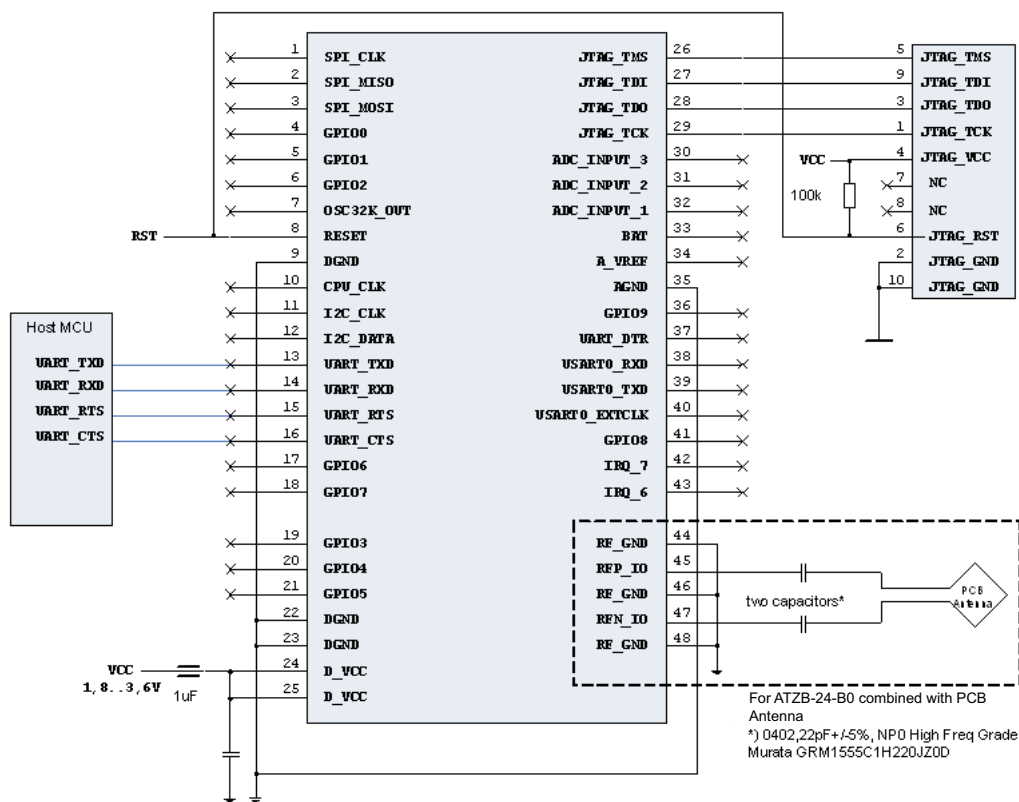 1 SPI_CLK JTAG_TMS 26 5 JTAG_TMS
2 SPI_MISO JTAG_TDI 27 9 JTAG_TDI
3 SPI_MOSI JTAG_TDO 28 3 JTAG_TDO
4 GPIO0 JTAG_TCK 29 1 JTAG_TCK
5 GPIO1 ADC_INPUT_3 30 VCC 4 JTAG_VCC
6 GPIO2 ADC_INPUT_2 31 100k 7 NC
7 OSC32K_OUT ADC_INPUT_1 32 8 NC
RST 8 RESET BAT 33 6 JTAG_RST
9 DGND A_VREF 34 2 JTAG_GND
10 CPU_CLK AGND 35 10 JTAG_GND
11 I2C_CLK GPIO9 36
Host MCU
12 I2C_DATA UART_DTR 37
UART_TXD 13 UART_TXD USART0_RXD 38
UART_RXD 14 UART_RXD USART0_TXD 39
UART_RTS 15 UART_RTS USART0_EXTCLK 40
UART_CTS 16 UART_CTS GPIO8 41
17 GPIO6 IRQ_7 42
18 GPIO7 IRQ_6 43
19 GPIO3 RF_GND 44
20 GPIO4 RFP_IO 45
21 GPIO5 RF_GND 46 two capacitors* PCB
Antenna
22 DGND RFN_IO 47
23 DGND RF_GND 48
VCC 24 D_VCC
1,8..3,6V 1uF 25 D_VCC
For ATZB-24-B0 combined with PCB
Antenna
*) 0402,22pF+/-5%, NP0 High Freq Grade
Murata GRM1555C1H220JZ0D